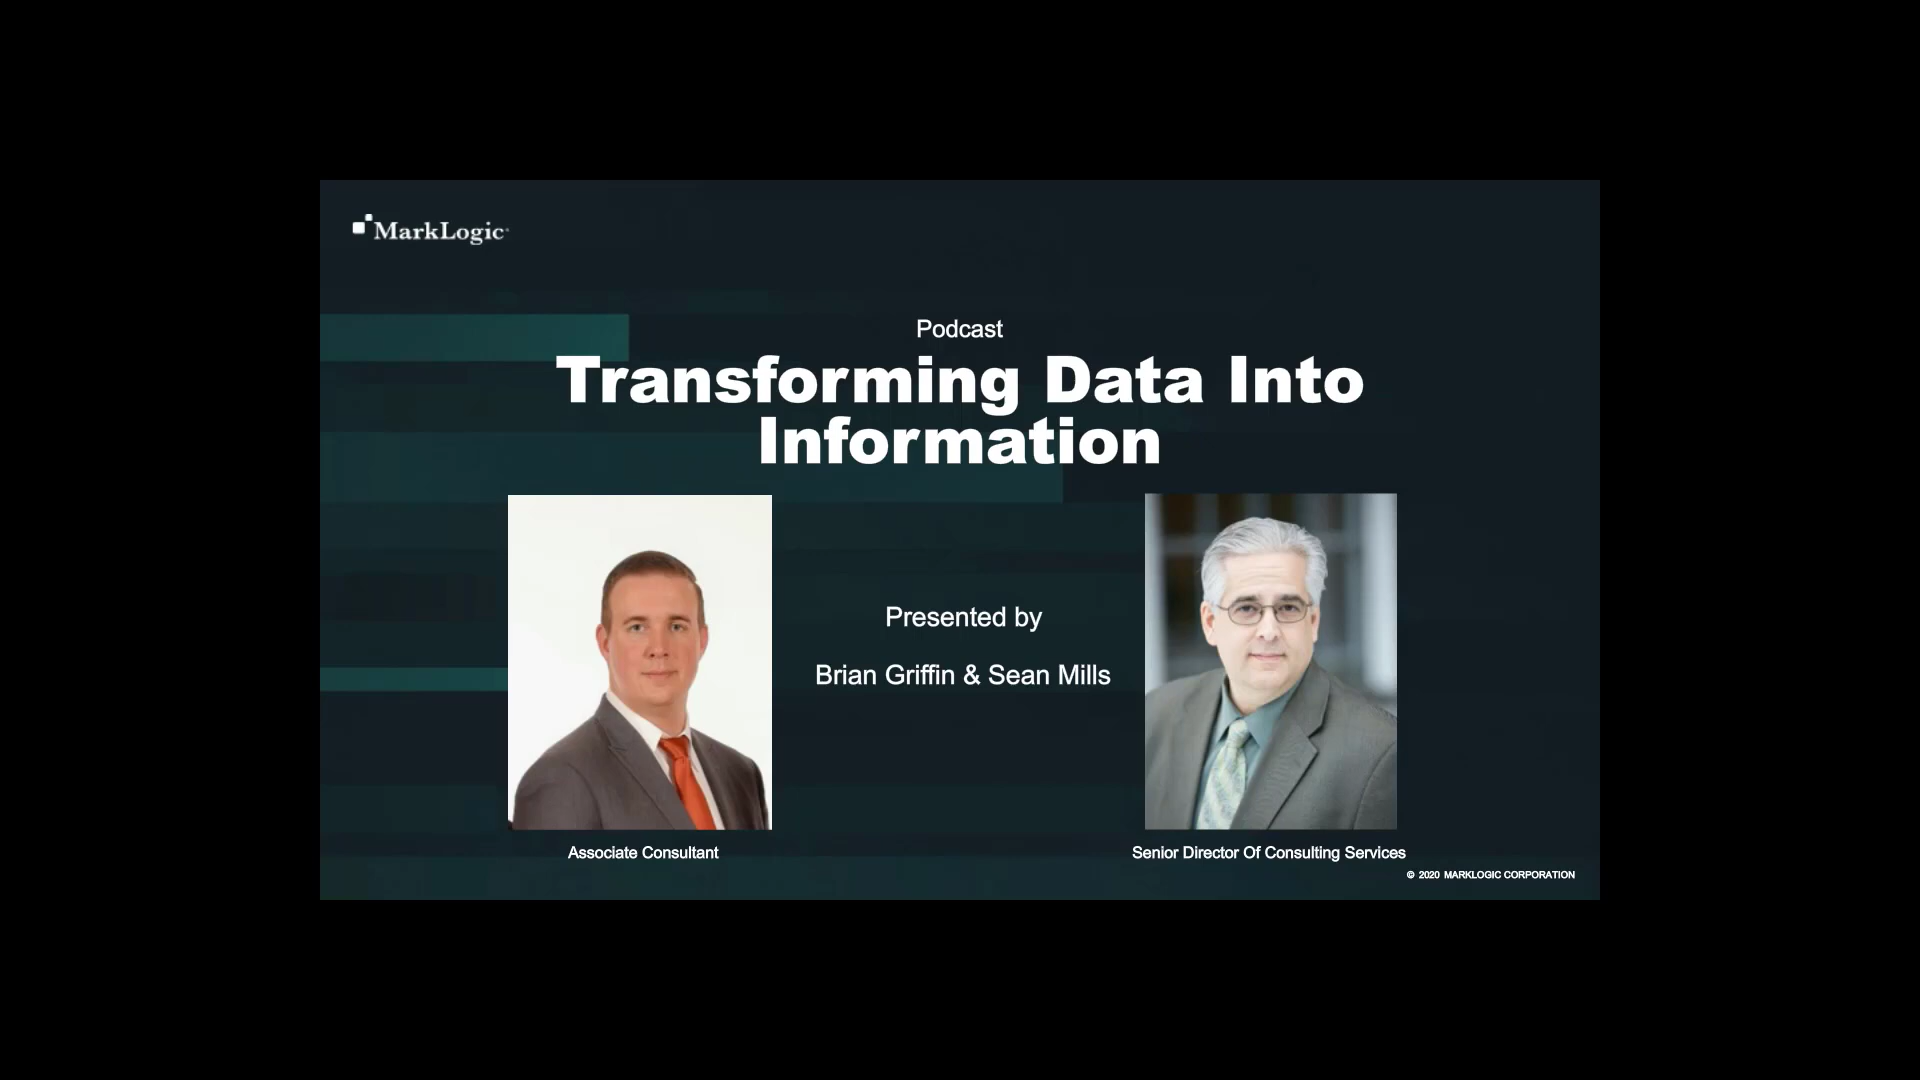 MarkLogic
Podcast
Transforming Data Into
Information
Presented by
Brian Griffin & Sean Mills
Associate Consultant
Senior Director Of Consulting Services
© 2020 MARKLOGIC CORPORATION